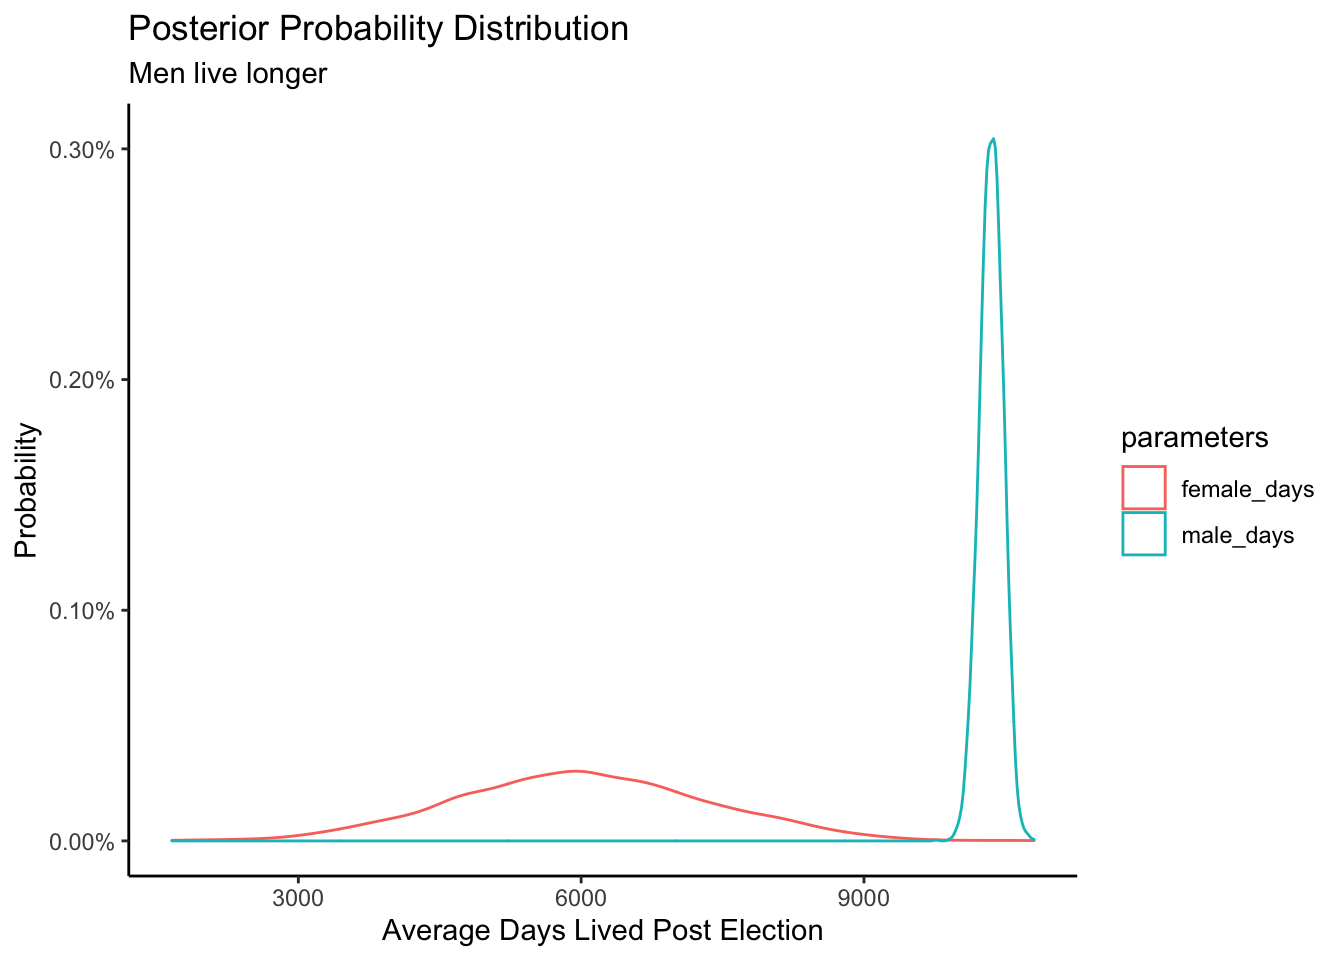 Posterior Probability Distribution
Men live longer
Probability
0.30%
0.20%
0.10%
0.00%
3000 6000 9000
Average Days Lived Post Election
parameters
female_days
male_days